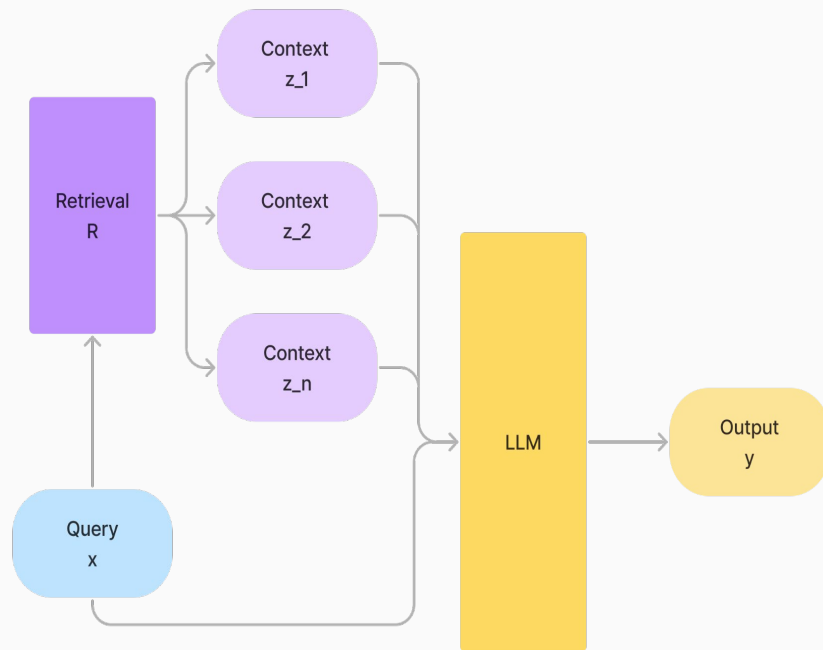 Context
z_1
Retrieval
R
Context
z_2
Context
z_n
LLM
Output
y
Query
x